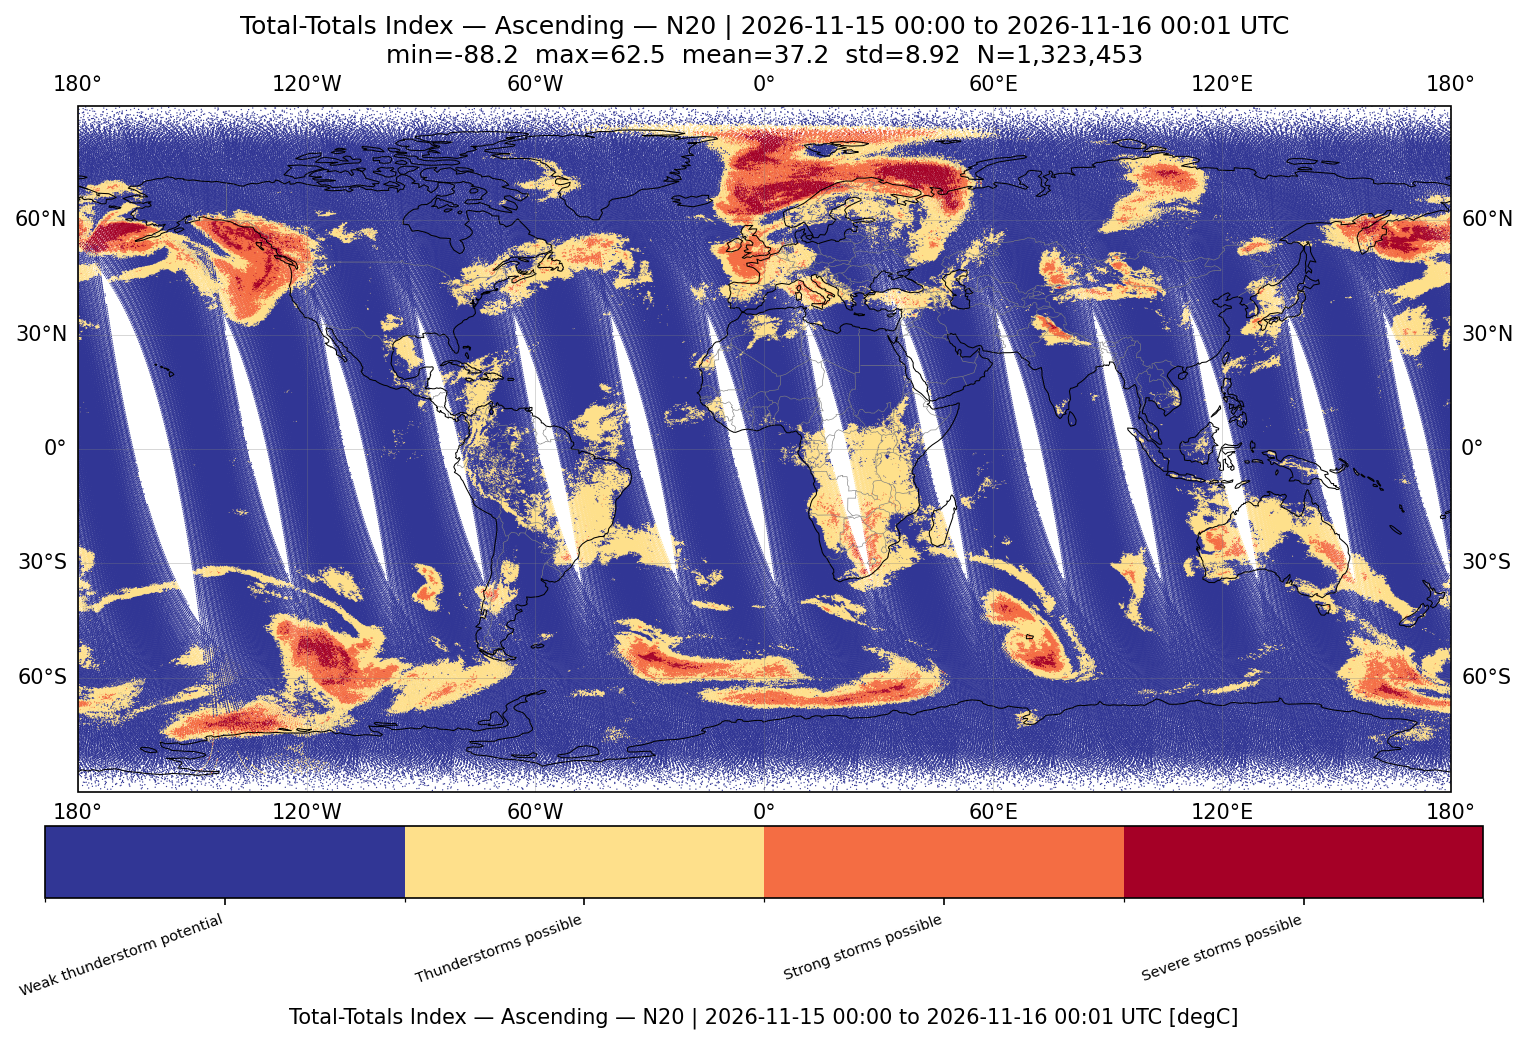 Total-Totals Index — Ascending — N20 | 2026-11-15 00:00 to 2026-11-16 00:01 UTC
min=-88.2 max=62.5 mean=37.2 std=8.92 N=1,323,453
180° 120°W 60°W 0° 60°E 120°E 180°
60°N 60°N
30°N 30°N
0° 0°
30°S 30°S
60°S 60°S
180° 120°W 60°W 0° 60°E 120°E 180°
Weak thunderstorm potential
Thunderstorms possible
Strong storms possible
Severe storms possible
Total-Totals Index — Ascending — N20 | 2026-11-15 00:00 to 2026-11-16 00:01 UTC [degC]